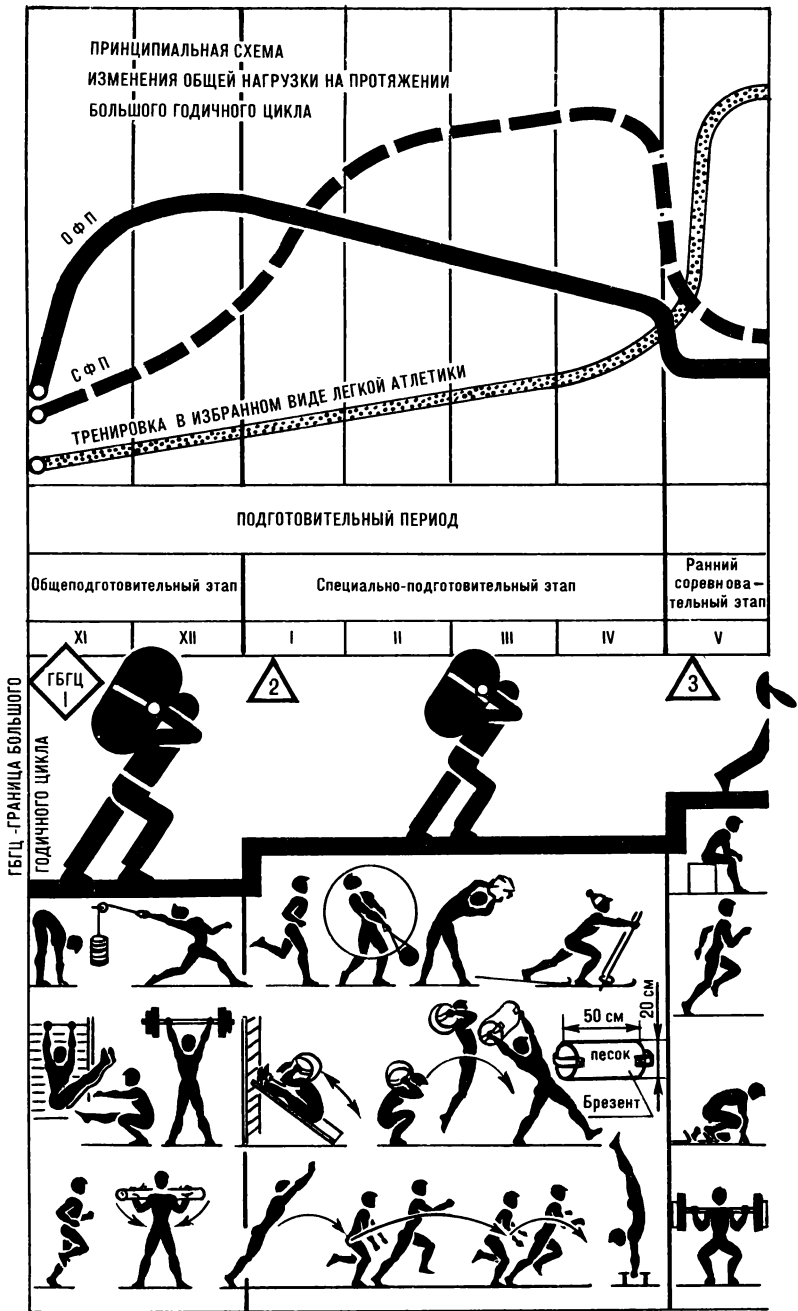 ПРИНЦИПИАЛЬНАЯ СХЕМА
ИЗМЕНЕНИЯ ОБЩЕЙ НАГРУЗКИ НА ПРОТЯЖЕНИИ
БОЛЬШОГО ГОДИЧНОГО ЦИКЛА
ОФП
СФП
ТРЕНИРОВКА В ИЗБРАННОМ ВИДЕ ЛЕГКОЙ АТЛЕТИКИ
ПОДГОТОВИТЕЛЬНЫЙ ПЕРИОД
Общеподготовительный этап
Специально-подготовительный этап
Ранний
соревнова–
тельный этап
XI
XII
I
II
III
IV
V
ГБГЦ
I
2
3
ГБГЦ-ГРАНИЦА БОЛЬШОГО
ГОДИЧНОГО ЦИКЛА
50 см
20 см
песок
Брезент